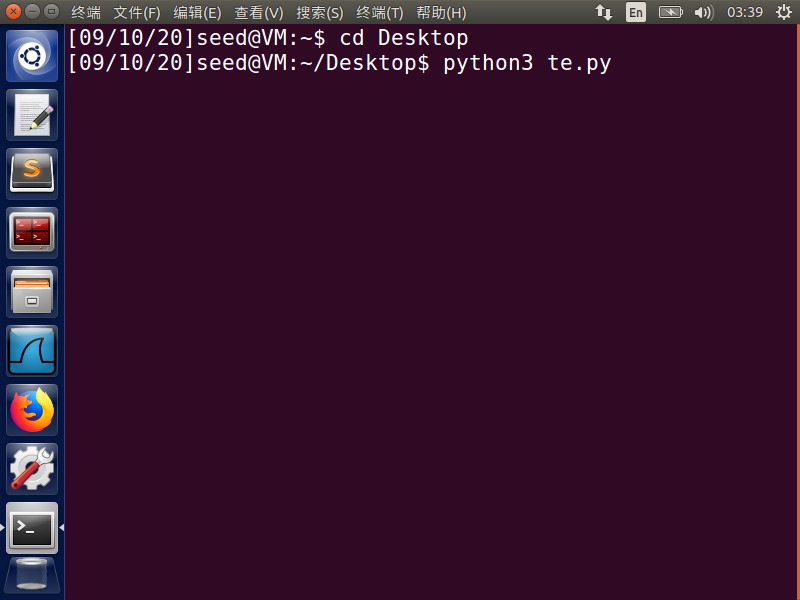 终端 文件(F) 编辑(E) 查看(V) 搜索(S) 终端(T) 帮助(H) En 03:39
[09/10/20]seed@VM:~$ cd Desktop
[09/10/20]seed@VM:~/Desktop$ python3 te.py